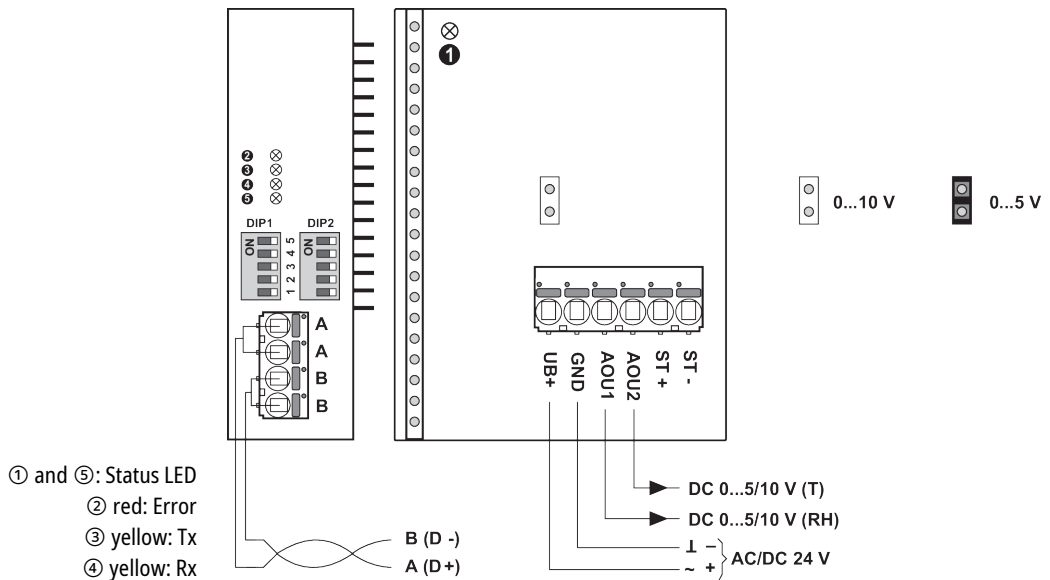 ❶
❷
❸
❹
❺
DIP1 DIP2
ON
ON
1 2 3 4 5
A
A
B
B
0...10 V
0...5 V
UB+
GND
AOU1
AOU2
ST +
ST -
DC 0...5/10 V (T)
DC 0...5/10 V (RH)
⊥ −
~ +
AC/DC 24 V
B (D -)
A (D+)
① and ⑤: Status LED
② red: Error
③ yellow: Tx
④ yellow: Rx